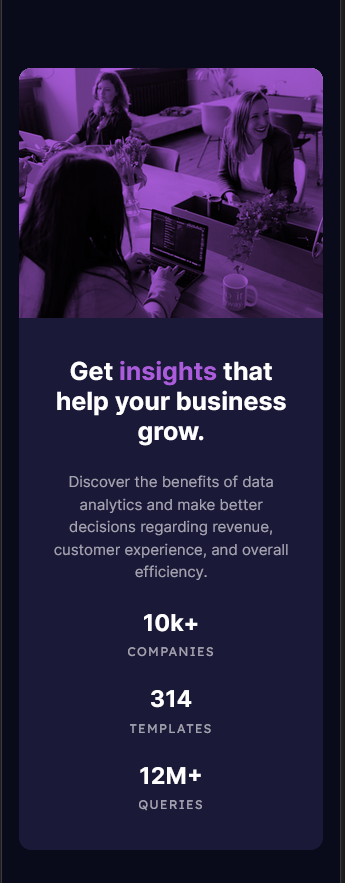 Get insights that
help your business
grow.
Discover the benefits of data
analytics and make better
decisions regarding revenue,
customer experience, and overall
efficiency.
10k+
COMPANIES
314
TEMPLATES
12M+
QUERIES